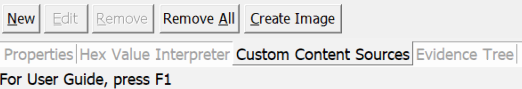 New Edit Remove Remove All Create Image
Properties Hex Value Interpreter Custom Content Sources Evidence Tree
For User Guide, press F1